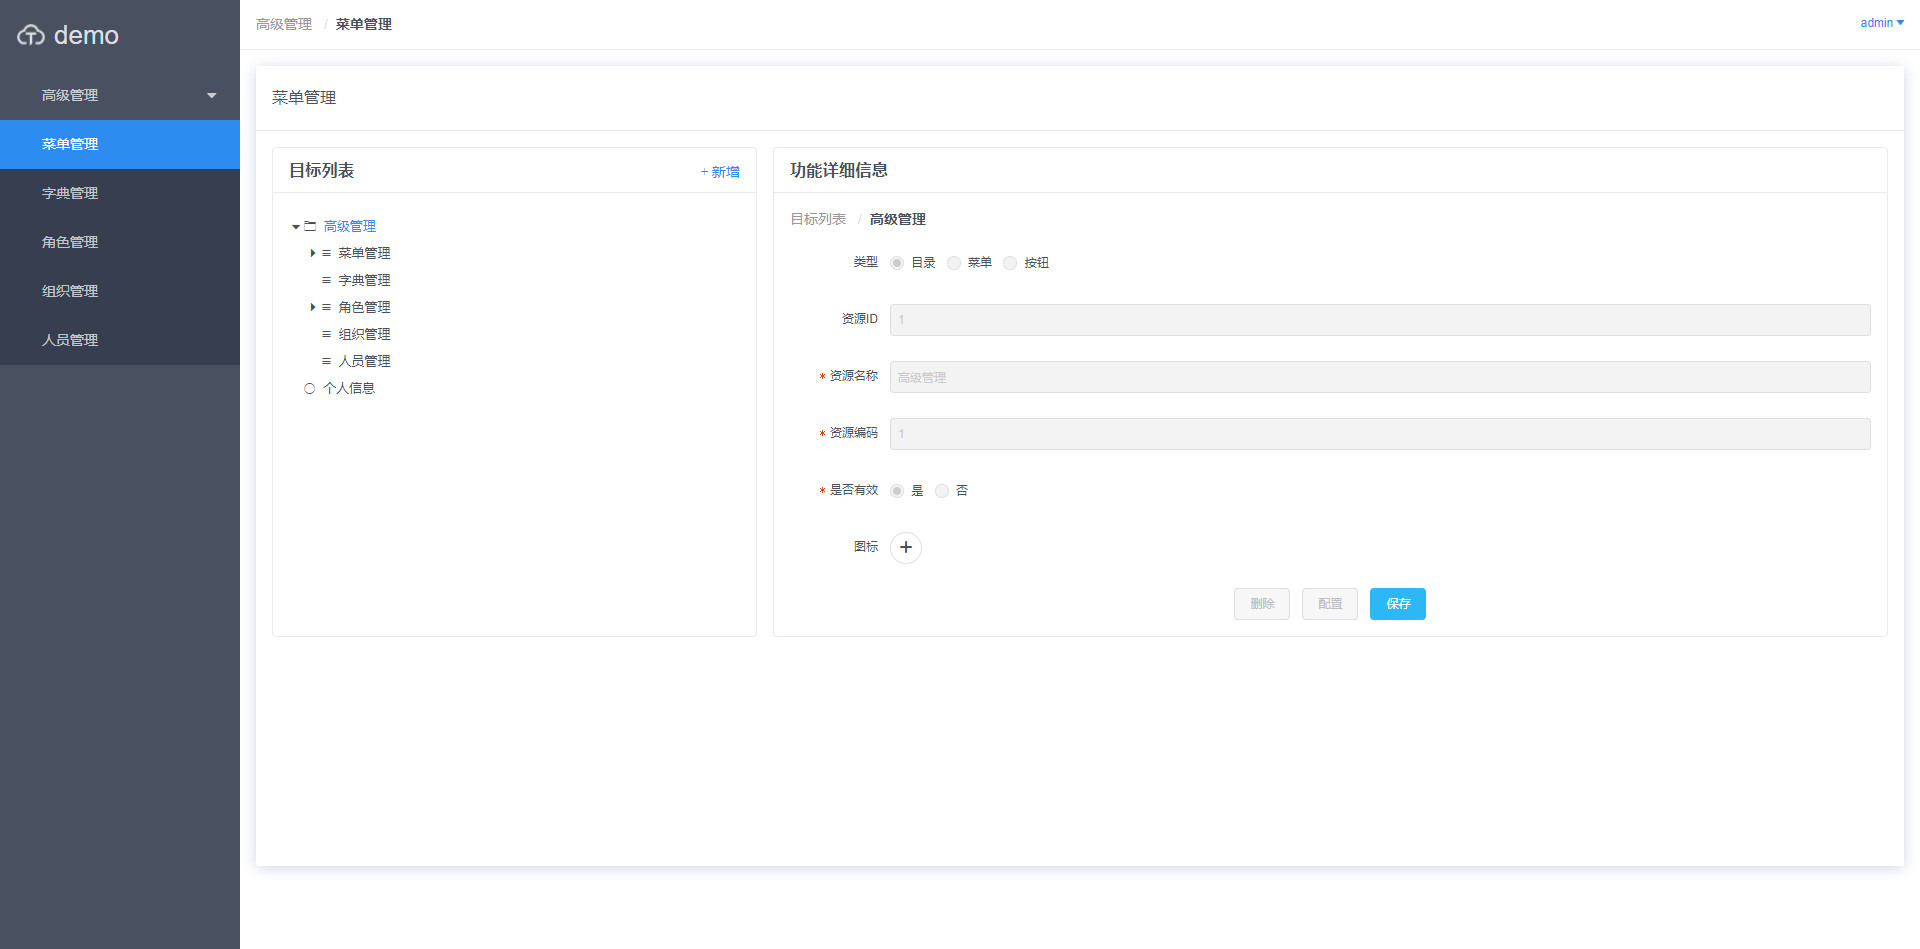 demo
高级管理
菜单管理
字典管理
角色管理
组织管理
人员管理
高级管理 / 菜单管理
admin
菜单管理
目标列表
+ 新增
高级管理
菜单管理
字典管理
角色管理
组织管理
人员管理
个人信息
功能详细信息
目标列表 / 高级管理
类型 目录 菜单 按钮
资源ID 1
* 资源名称 高级管理
* 资源编码 1
* 是否有效 是 否
图标
删除 配置 保存